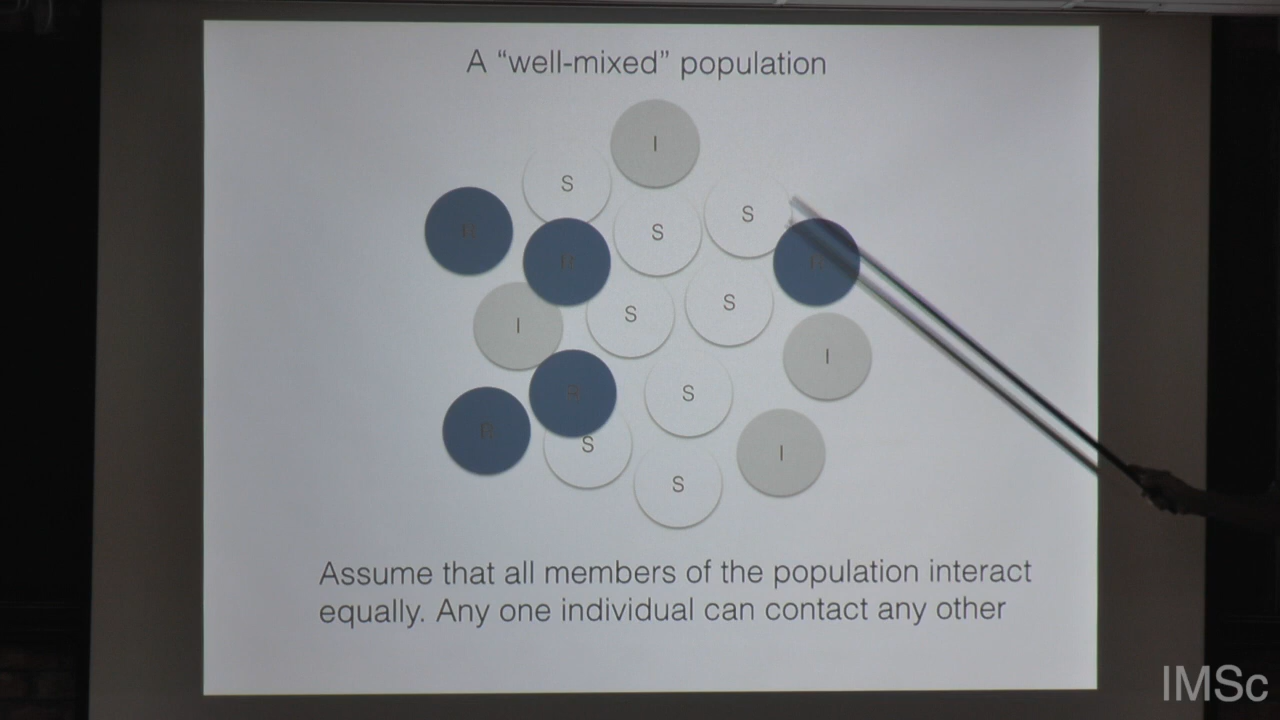 A “well-mixed” population
I
S
S
S
R
R
R
S
S
I
I
R
S
R
S
I
S
Assume that all members of the population interact
equally. Any one individual can contact any other
IMSc